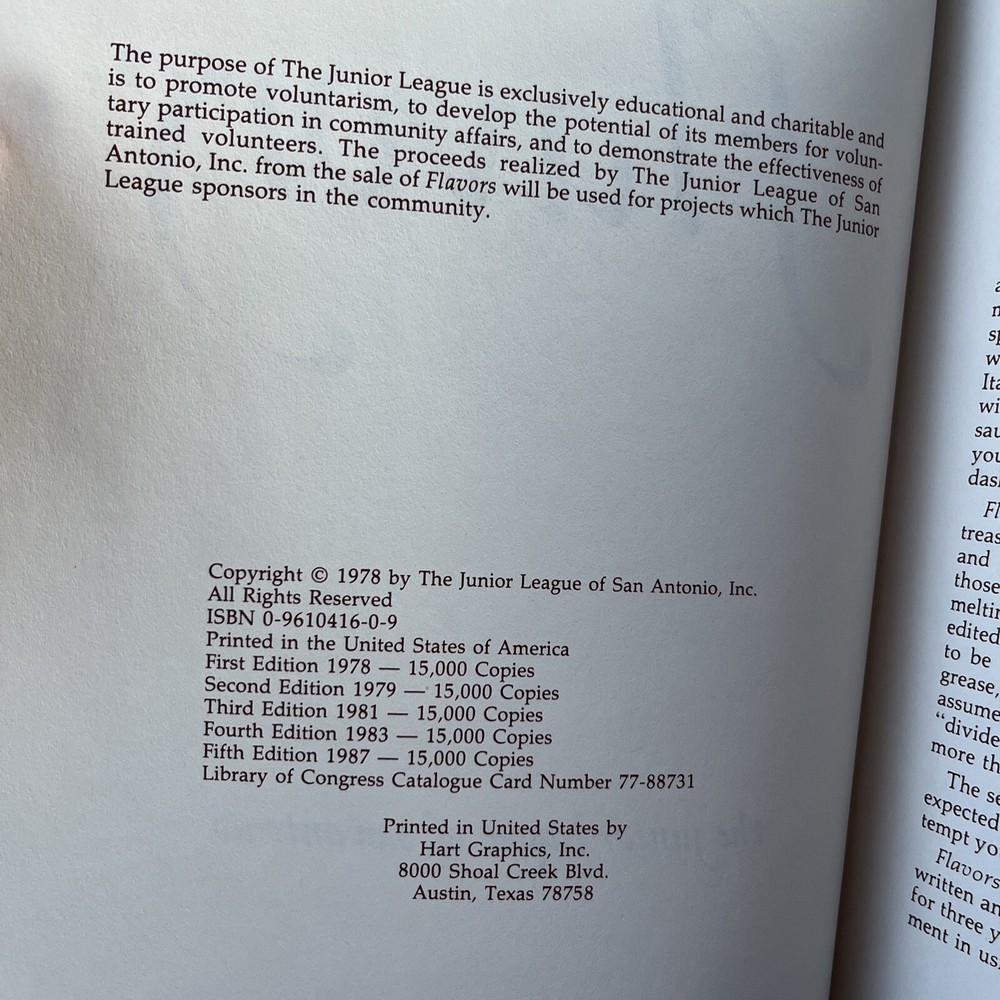 The purpose of The Junior League is exclusively educational and charitable and
is to promote voluntarism, to develop the potential of its members for volun-
tary participation in community affairs, and to demonstrate the effectiveness of
trained volunteers. The proceeds realized by The Junior League of San
Antonio, Inc. from the sale of Flavors will be used for projects which The Junior
League sponsors in the community.
Copyright © 1978 by The Junior League of San Antonio, Inc.
All Rights Reserved
ISBN 0-9610416-0-9
Printed in the United States of America
First Edition 1978 — 15,000 Copies
Second Edition 1979 — 15,000 Copies
Third Edition 1981 — 15,000 Copies
Fourth Edition 1983 — 15,000 Copies
Fifth Edition 1987 — 15,000 Copies
Library of Congress Catalogue Card Number 77-88731
Printed in United States by
Hart Graphics, Inc.
8000 Shoal Creek Blvd.
Austin, Texas 78758
and
those
edited
to be
grease,
"divide
The
expected
Flavors
written
for three
ment in